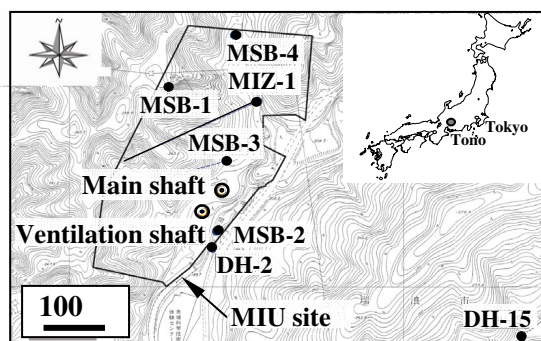 MSB-4
MIZ-1
MSB-1
MSB-3
Main shaft
Ventilation shaft
MSB-2
DH-2
MIU site
DH-15
100
Tokyo
Tono